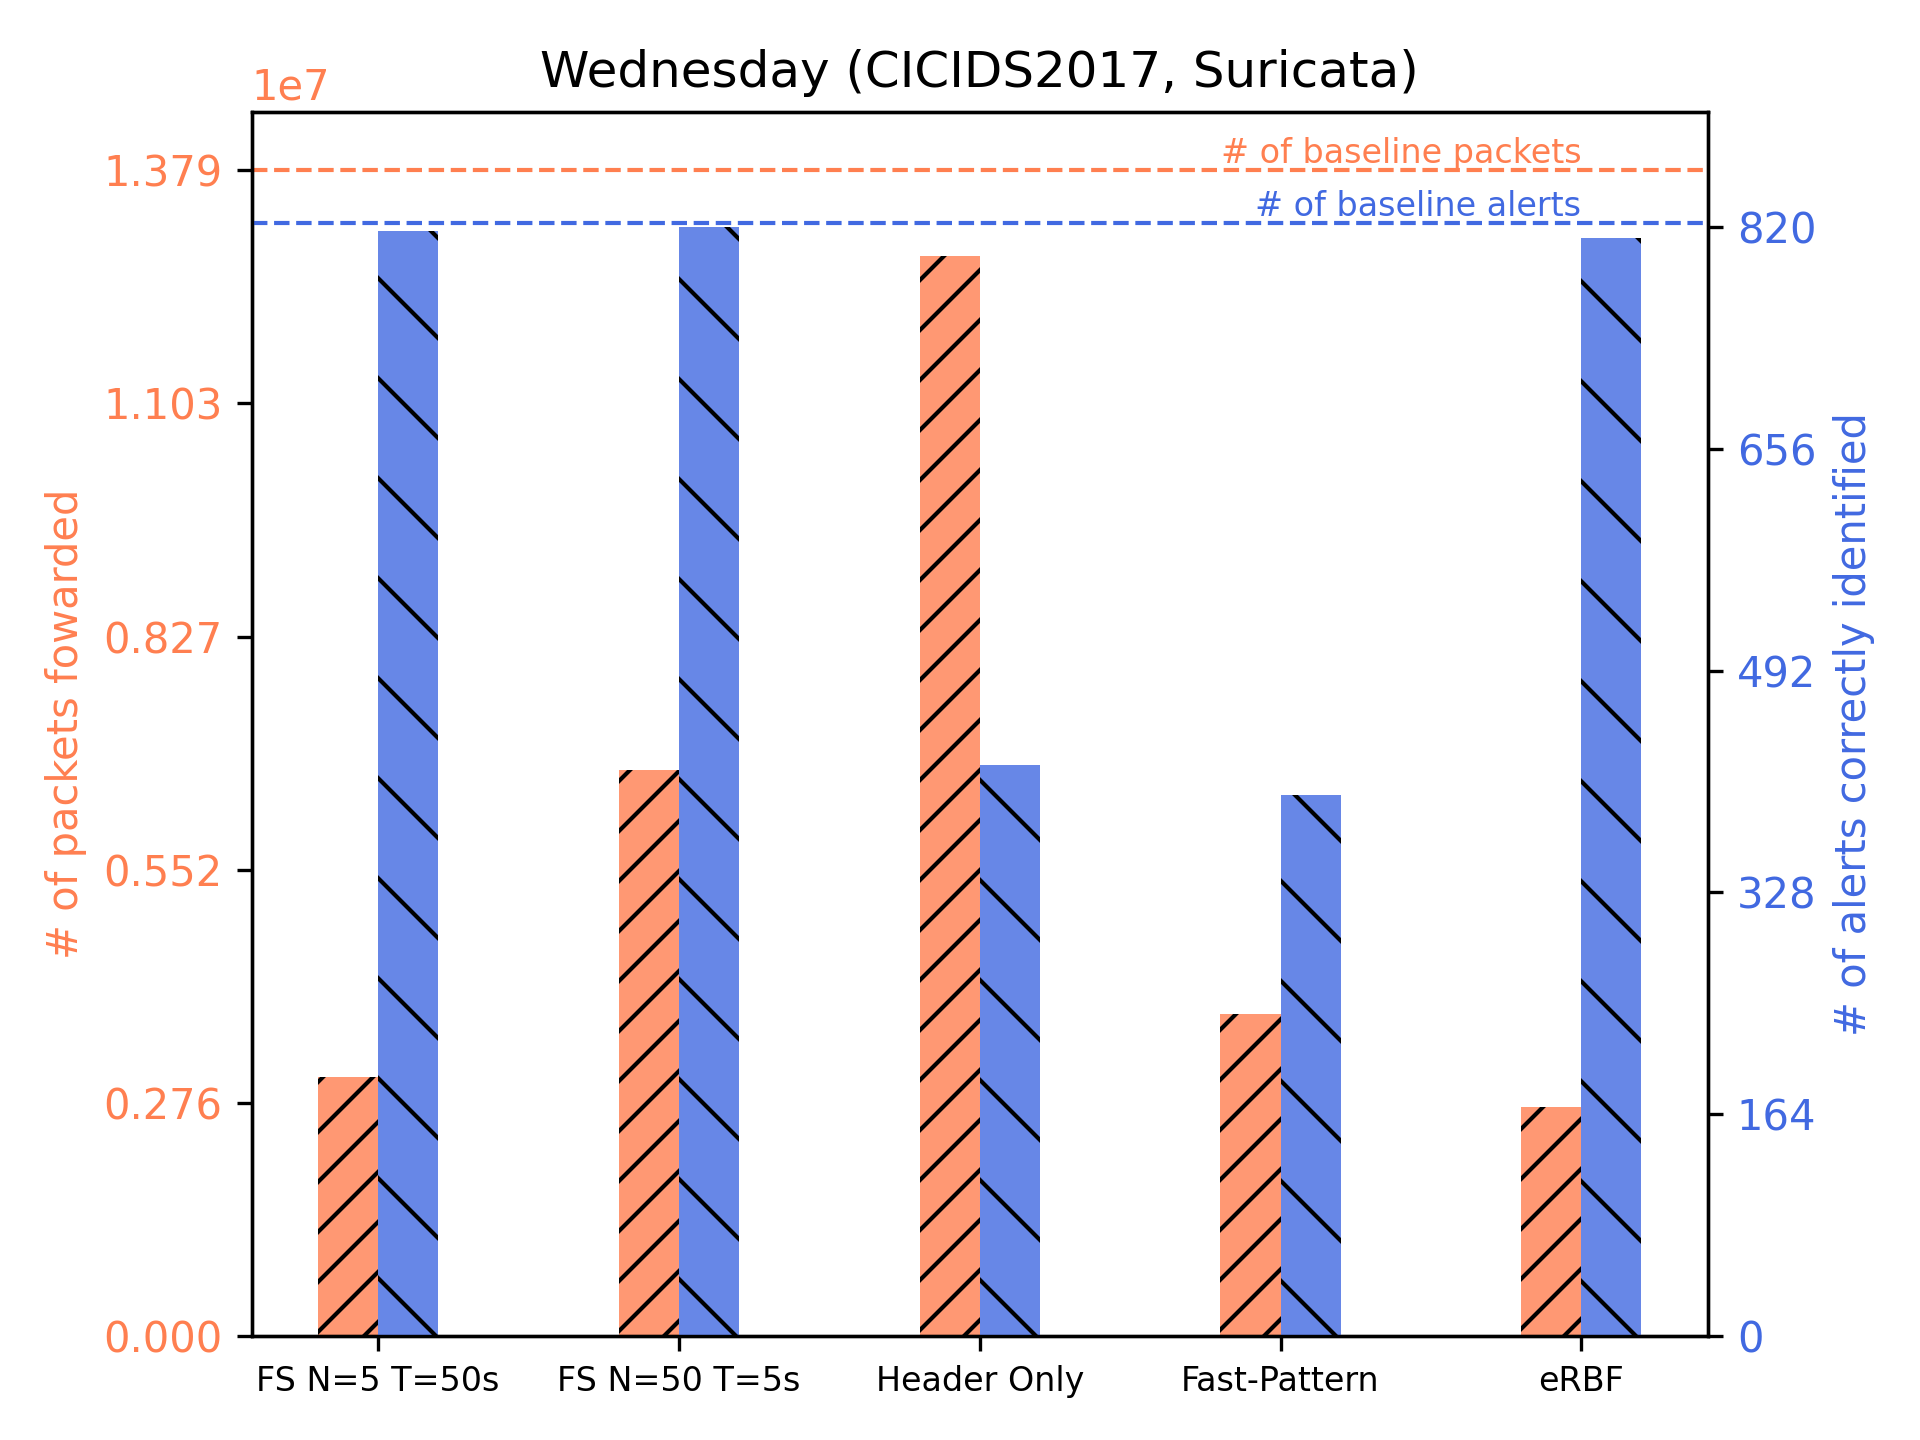 Wednesday (CICIDS2017, Suricata)
1e7
# of baseline packets
# of baseline alerts
1.379
1.103
0.827
0.552
0.276
0.000
# of packets fowarded
820
656
492
328
164
0
# of alerts correctly identified
FS N=5 T=50s
FS N=50 T=5s
Header Only
Fast-Pattern
eRBF